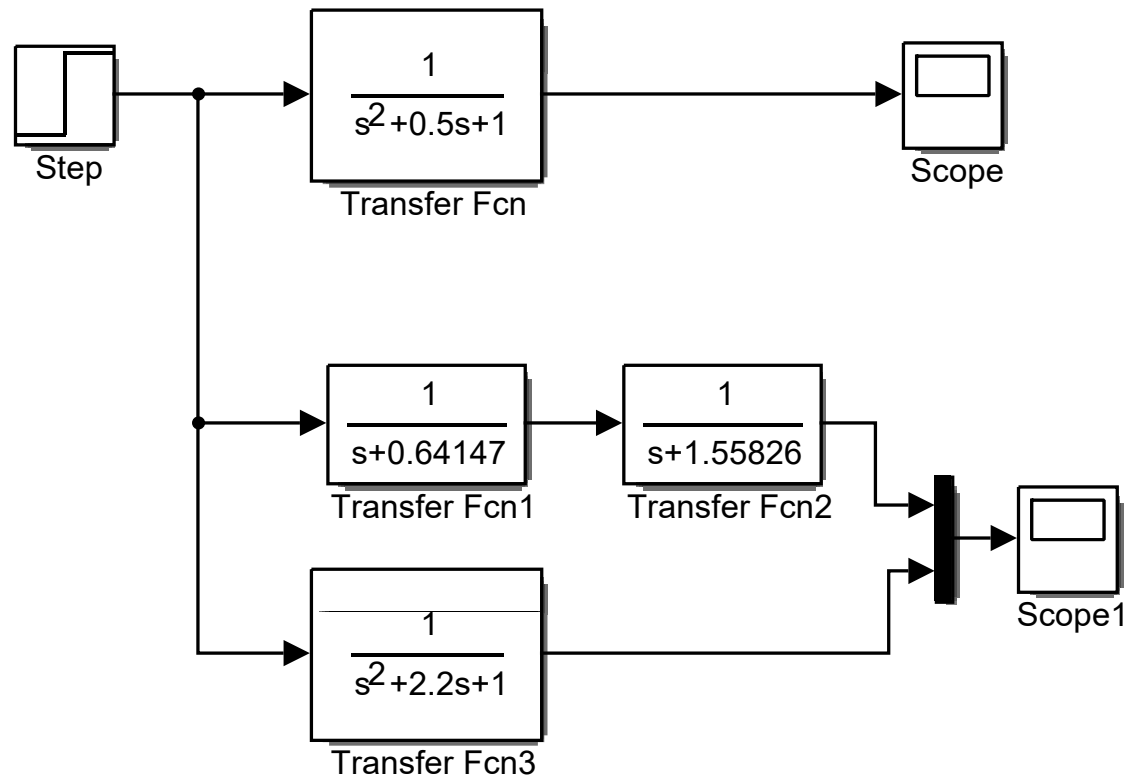 1
s²+0.5s+1
Step
Transfer Fcn
Scope
1
s+0.64147
Transfer Fcn1
1
s+1.55826
Transfer Fcn2
1
s²+2.2s+1
Transfer Fcn3
Scope1